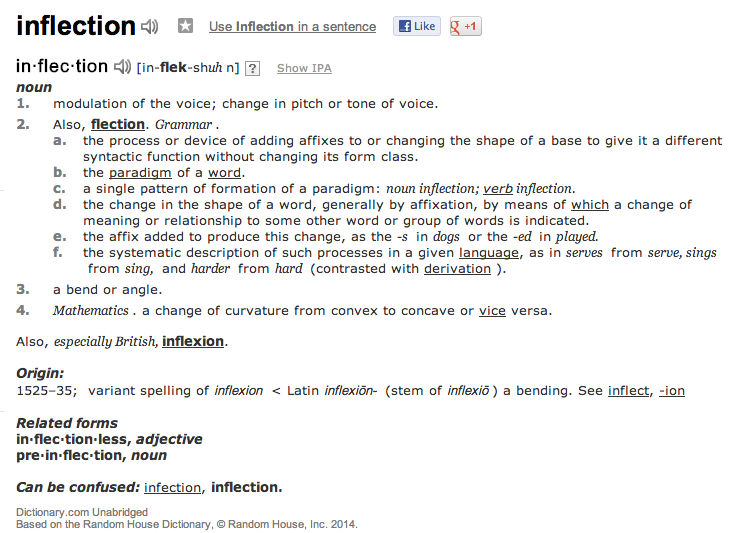 inflection Use Inflection in a sentence Like +1
in·flec·tion [in-flek-shuh n] ? Show IPA
noun
1. modulation of the voice; change in pitch or tone of voice.
2. Also, flection. Grammar .
a. the process or device of adding affixes to or changing the shape of a base to give it a different
syntactic function without changing its form class.
b. the paradigm of a word.
c. a single pattern of formation of a paradigm: noun inflection; verb inflection.
d. the change in the shape of a word, generally by affixation, by means of which a change of
meaning or relationship to some other word or group of words is indicated.
e. the affix added to produce this change, as the -s in dogs or the -ed in played.
f. the systematic description of such processes in a given language, as in serves from serve, sings
from sing, and harder from hard (contrasted with derivation ).
3. a bend or angle.
4. Mathematics . a change of curvature from convex to concave or vice versa.
Also, especially British, inflexion.
Origin:
1525–35; variant spelling of inflexion < Latin inflexiōn- (stem of inflexiō ) a bending. See inflect, -ion
Related forms
in·flec·tion·less, adjective
pre·in·flec·tion, noun
Can be confused: infection, inflection.
Dictionary.com Unabridged
Based on the Random House Dictionary, © Random House, Inc. 2014.